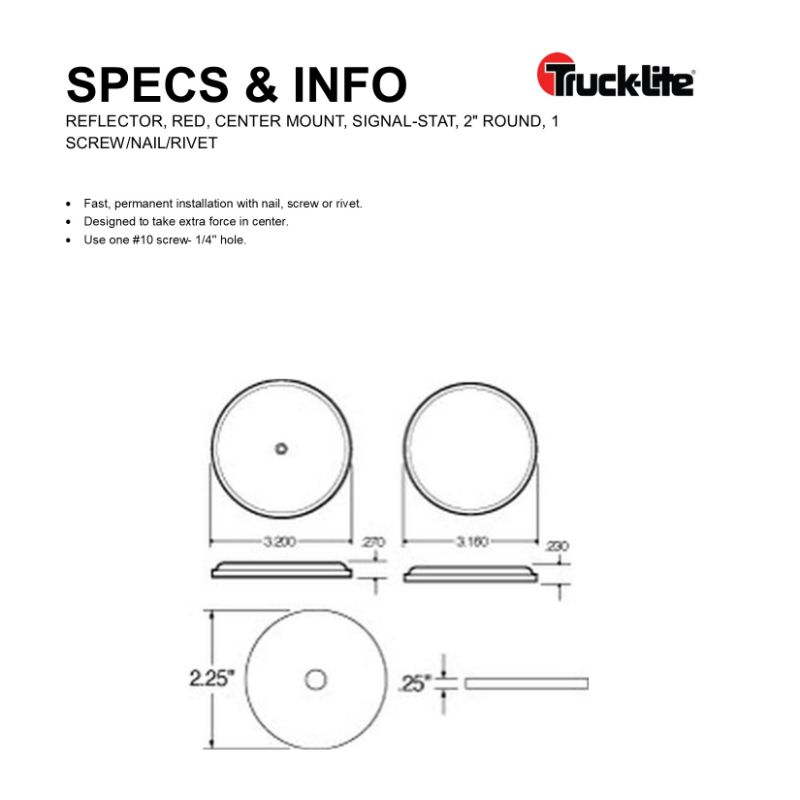 SPECS & INFO
Truck-Lite®
REFLECTOR, RED, CENTER MOUNT, SIGNAL-STAT, 2" ROUND, 1
SCREW/NAIL/RIVET
• Fast, permanent installation with nail, screw or rivet.
• Designed to take extra force in center.
• Use one #10 screw- 1/4" hole.
3.200
.270
3.160
.230
2.25"
.25"